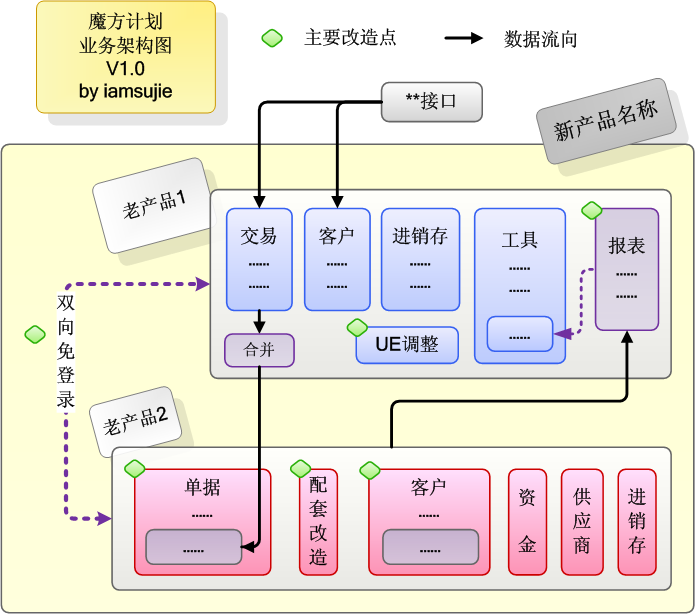 魔方计划
业务架构图
V1.0
by iamsujie
主要改造点
数据流向
**接口
新产品名称
老产品1
交易
......
......
客户
......
......
进销存
......
......
工具
......
......
......
报表
......
......
合并
UE调整
双向免登录
老产品2
单据
......
......
配套改造
客户
......
......
资金
供应商
进销存